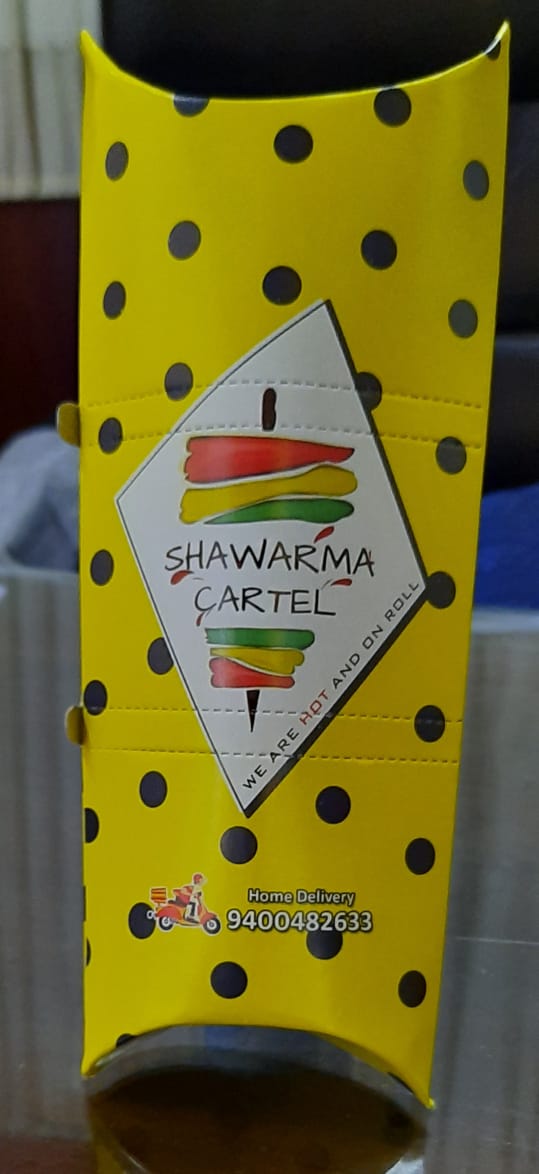 SHAWARMA
CARTEL
WE ARE HOT AND ON ROLL
Home Delivery
9400482633